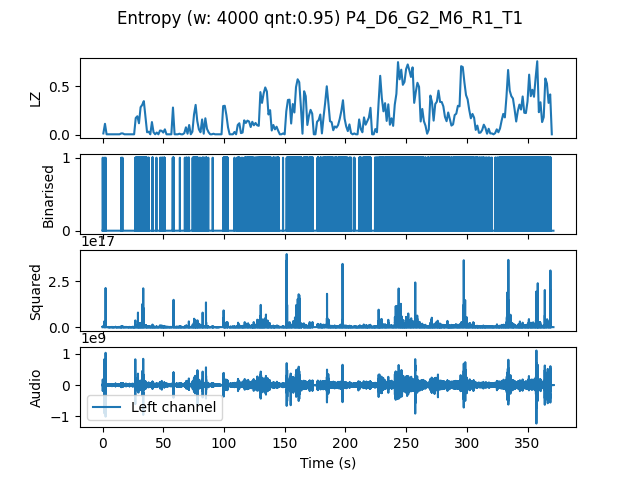 Entropy (w: 4000 qnt:0.95) P4_D6_G2_M6_R1_T1
LZ
0.5
0.0
Binarised
1
0
1e17
Squared
2.5
0.0
1e9
Audio
1
0
−1
Left channel
0 50 100 150 200 250 300 350
Time (s)